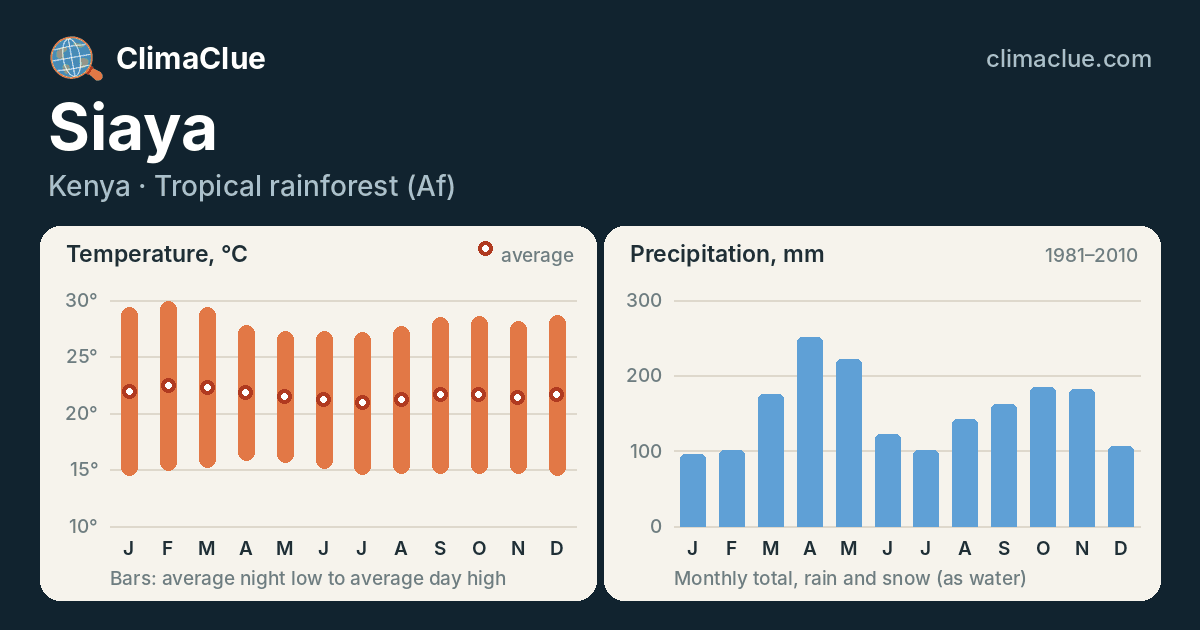 ClimaClue
climaclue.com
Siaya
Kenya · Tropical rainforest (Af)
Temperature, °C
average
30°
25°
20°
15°
10°
J F M A M J J A S O N D
Bars: average night low to average day high
Precipitation, mm
1981–2010
300
200
100
0
J F M A M J J A S O N D
Monthly total, rain and snow (as water)